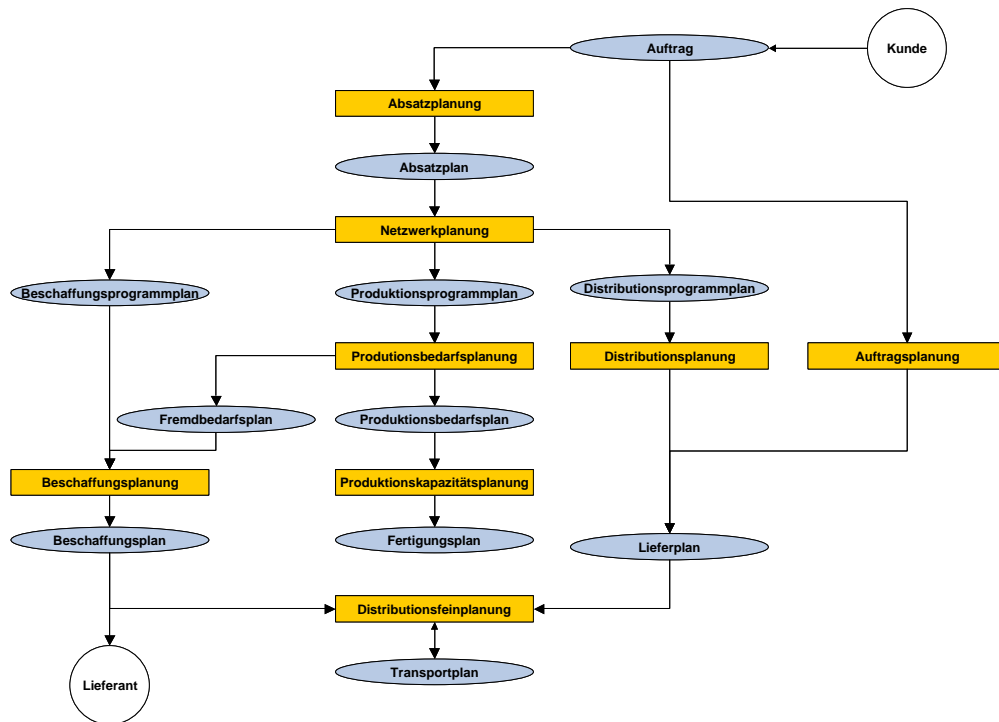 Auftrag
Kunde
Absatzplanung
Absatzplan
Netzwerkplanung
Beschaffungsprogrammplan
Produktionsprogrammplan
Distributionsprogrammplan
Produtionsbedarfsplanung
Distributionsplanung
Auftragsplanung
Fremdbedarfsplan
Produktionsbedarfsplan
Beschaffungsplanung
Produktionskapazitätsplanung
Beschaffungsplan
Fertigungsplan
Lieferplan
Distributionsfeinplanung
Transportplan
Lieferant